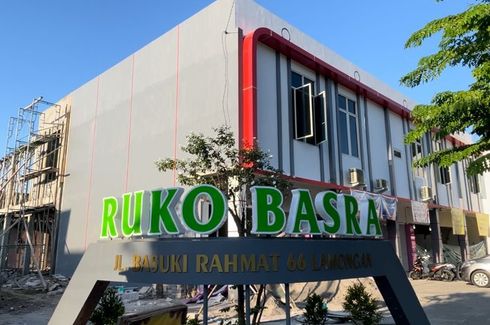 RUKO BASRA
JL. BASUKI RAHMAT 66 LAMONGAN